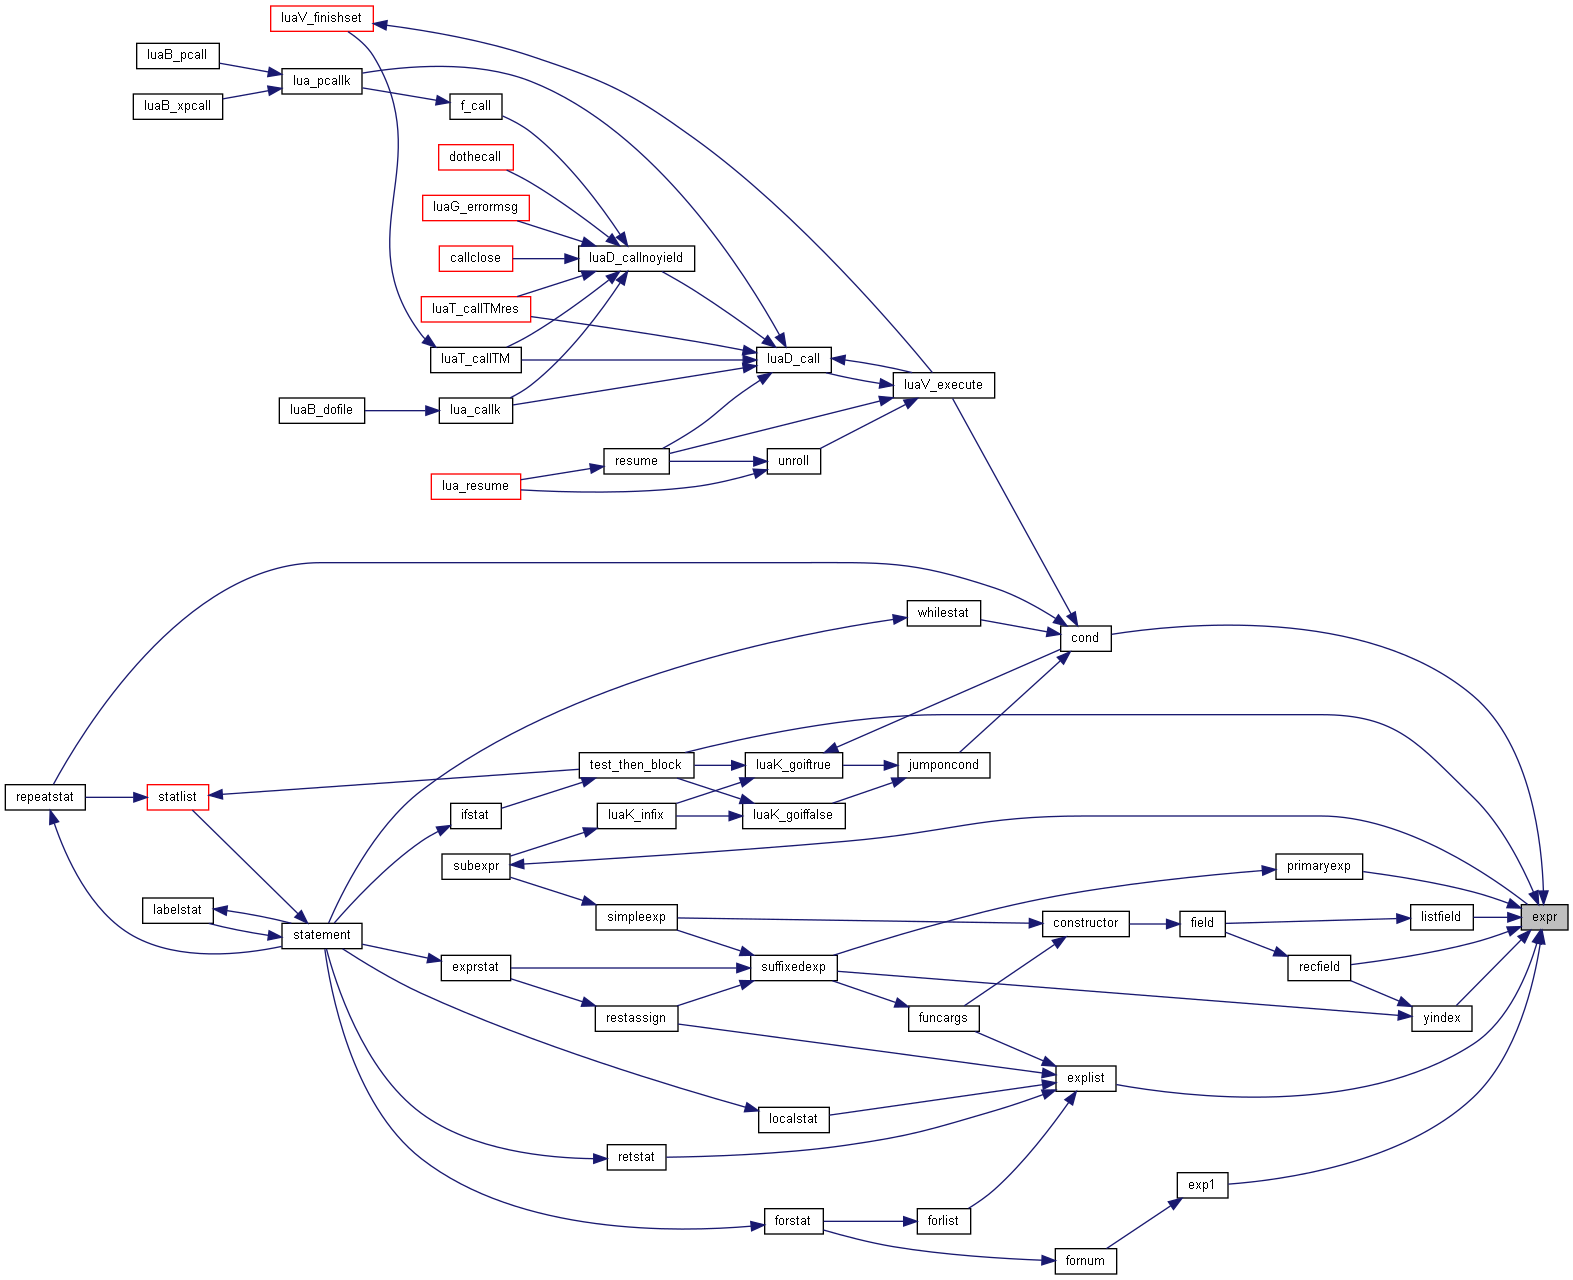 luaV_finishset
luaB_pcall
lua_pcallk
luaB_xpcall
f_call
dothecall
luaG_errormsg
luaD_callnoyield
callclose
luaT_callTMres
luaT_callTM
luaD_call
luaV_execute
luaB_dofile
lua_callk
resume
unroll
lua_resume
whilestat
cond
test_then_block
luaK_goiftrue
jumponcond
repeatstat
statlist
ifstat
luaK_infix
luaK_goiffalse
subexpr
primaryexp
labelstat
simpleexp
constructor
field
listfield
expr
statement
exprstat
suffixedexp
recfield
restassign
funcargs
yindex
explist
localstat
retstat
exp1
forstat
forlist
fornum